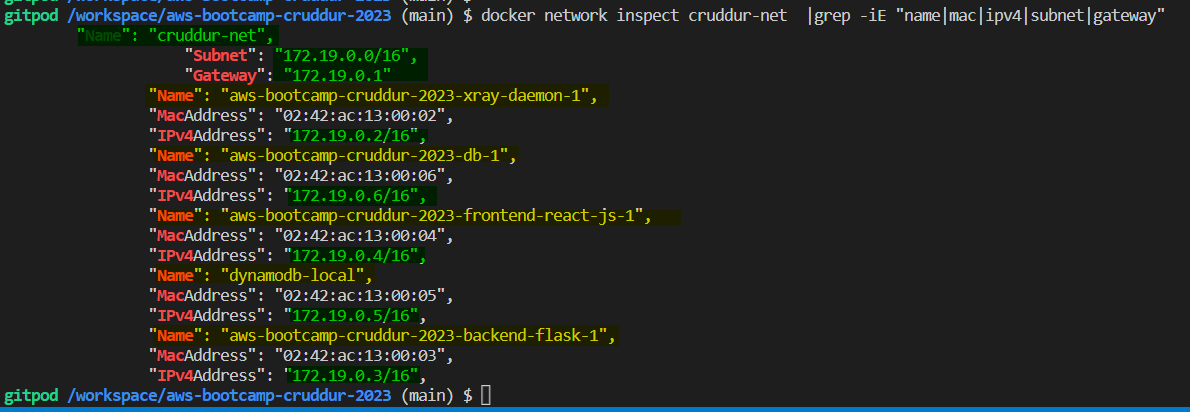 gitpod /workspace/aws-bootcamp-cruddur-2023 (main) $ docker network inspect cruddur-net  |grep -iE "name|mac|ipv4|subnet|gateway"
"Name": "cruddur-net",
"Subnet": "172.19.0.0/16",
"Gateway": "172.19.0.1"
"Name": "aws-bootcamp-cruddur-2023-xray-daemon-1",
"MacAddress": "02:42:ac:13:00:02",
"IPv4Address": "172.19.0.2/16",
"Name": "aws-bootcamp-cruddur-2023-db-1",
"MacAddress": "02:42:ac:13:00:06",
"IPv4Address": "172.19.0.6/16",
"Name": "aws-bootcamp-cruddur-2023-frontend-react-js-1",
"MacAddress": "02:42:ac:13:00:04",
"IPv4Address": "172.19.0.4/16",
"Name": "dynamodb-local",
"MacAddress": "02:42:ac:13:00:05",
"IPv4Address": "172.19.0.5/16",
"Name": "aws-bootcamp-cruddur-2023-backend-flask-1",
"MacAddress": "02:42:ac:13:00:03",
"IPv4Address": "172.19.0.3/16",
gitpod /workspace/aws-bootcamp-cruddur-2023 (main) $